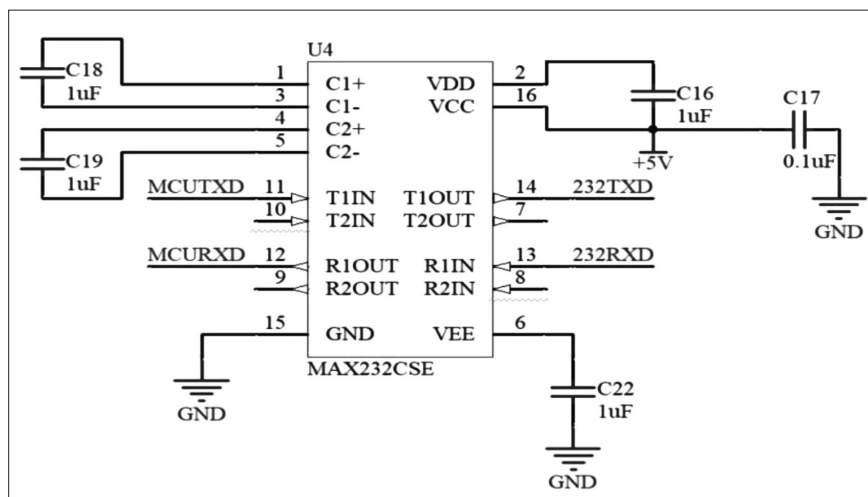 U4
C18
1uF
1 C1+ VDD 2
3 C1- VCC 16
C16
1uF
C17
0.1uF
4 C2+
5 C2-
+5V
C19
1uF
MCUTXD 11 T1IN T1OUT 14 232TXD
10 T2IN T2OUT 7
GND
MCURXD 12 R1OUT R1IN 13 232RXD
9 R2OUT R2IN 8
15 GND VEE 6
MAX232CSE
GND
C22
1uF
GND